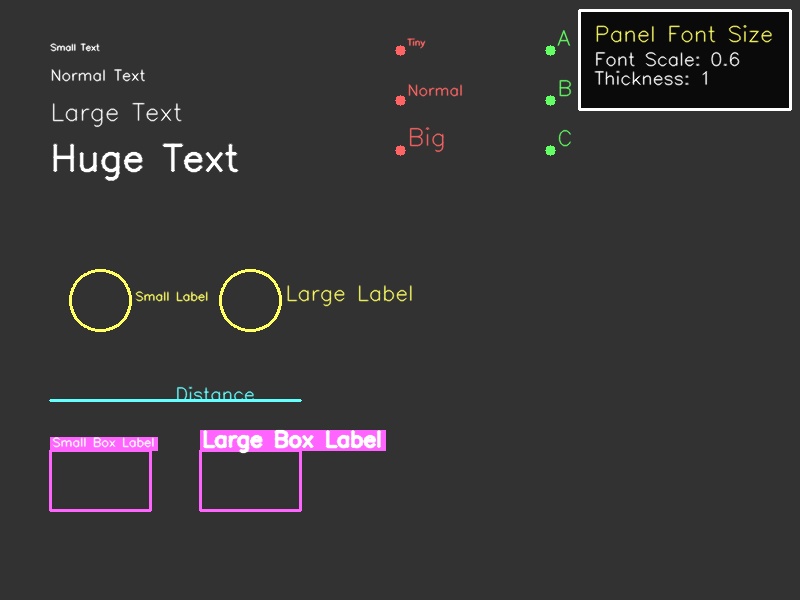 Small Text
Normal Text
Large Text
Huge Text
Tiny
Normal
Big
A
B
C
Panel Font Size
Font Scale: 0.6
Thickness: 1
Small Label
Large Label
Distance
Small Box Label
Large Box Label